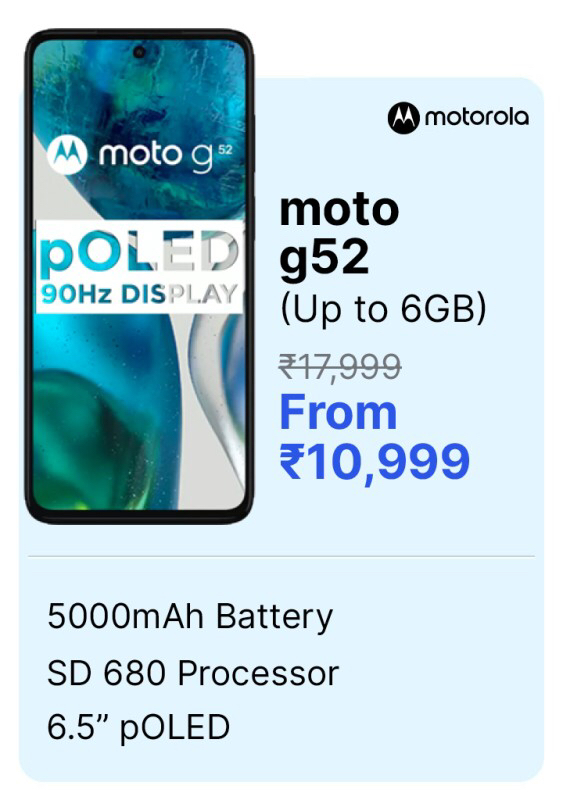 moto g52
pOLED
90Hz DISPLAY
motorola
moto
g52
(Up to 6GB)
₹17,999
From
₹10,999
5000mAh Battery
SD 680 Processor
6.5” pOLED